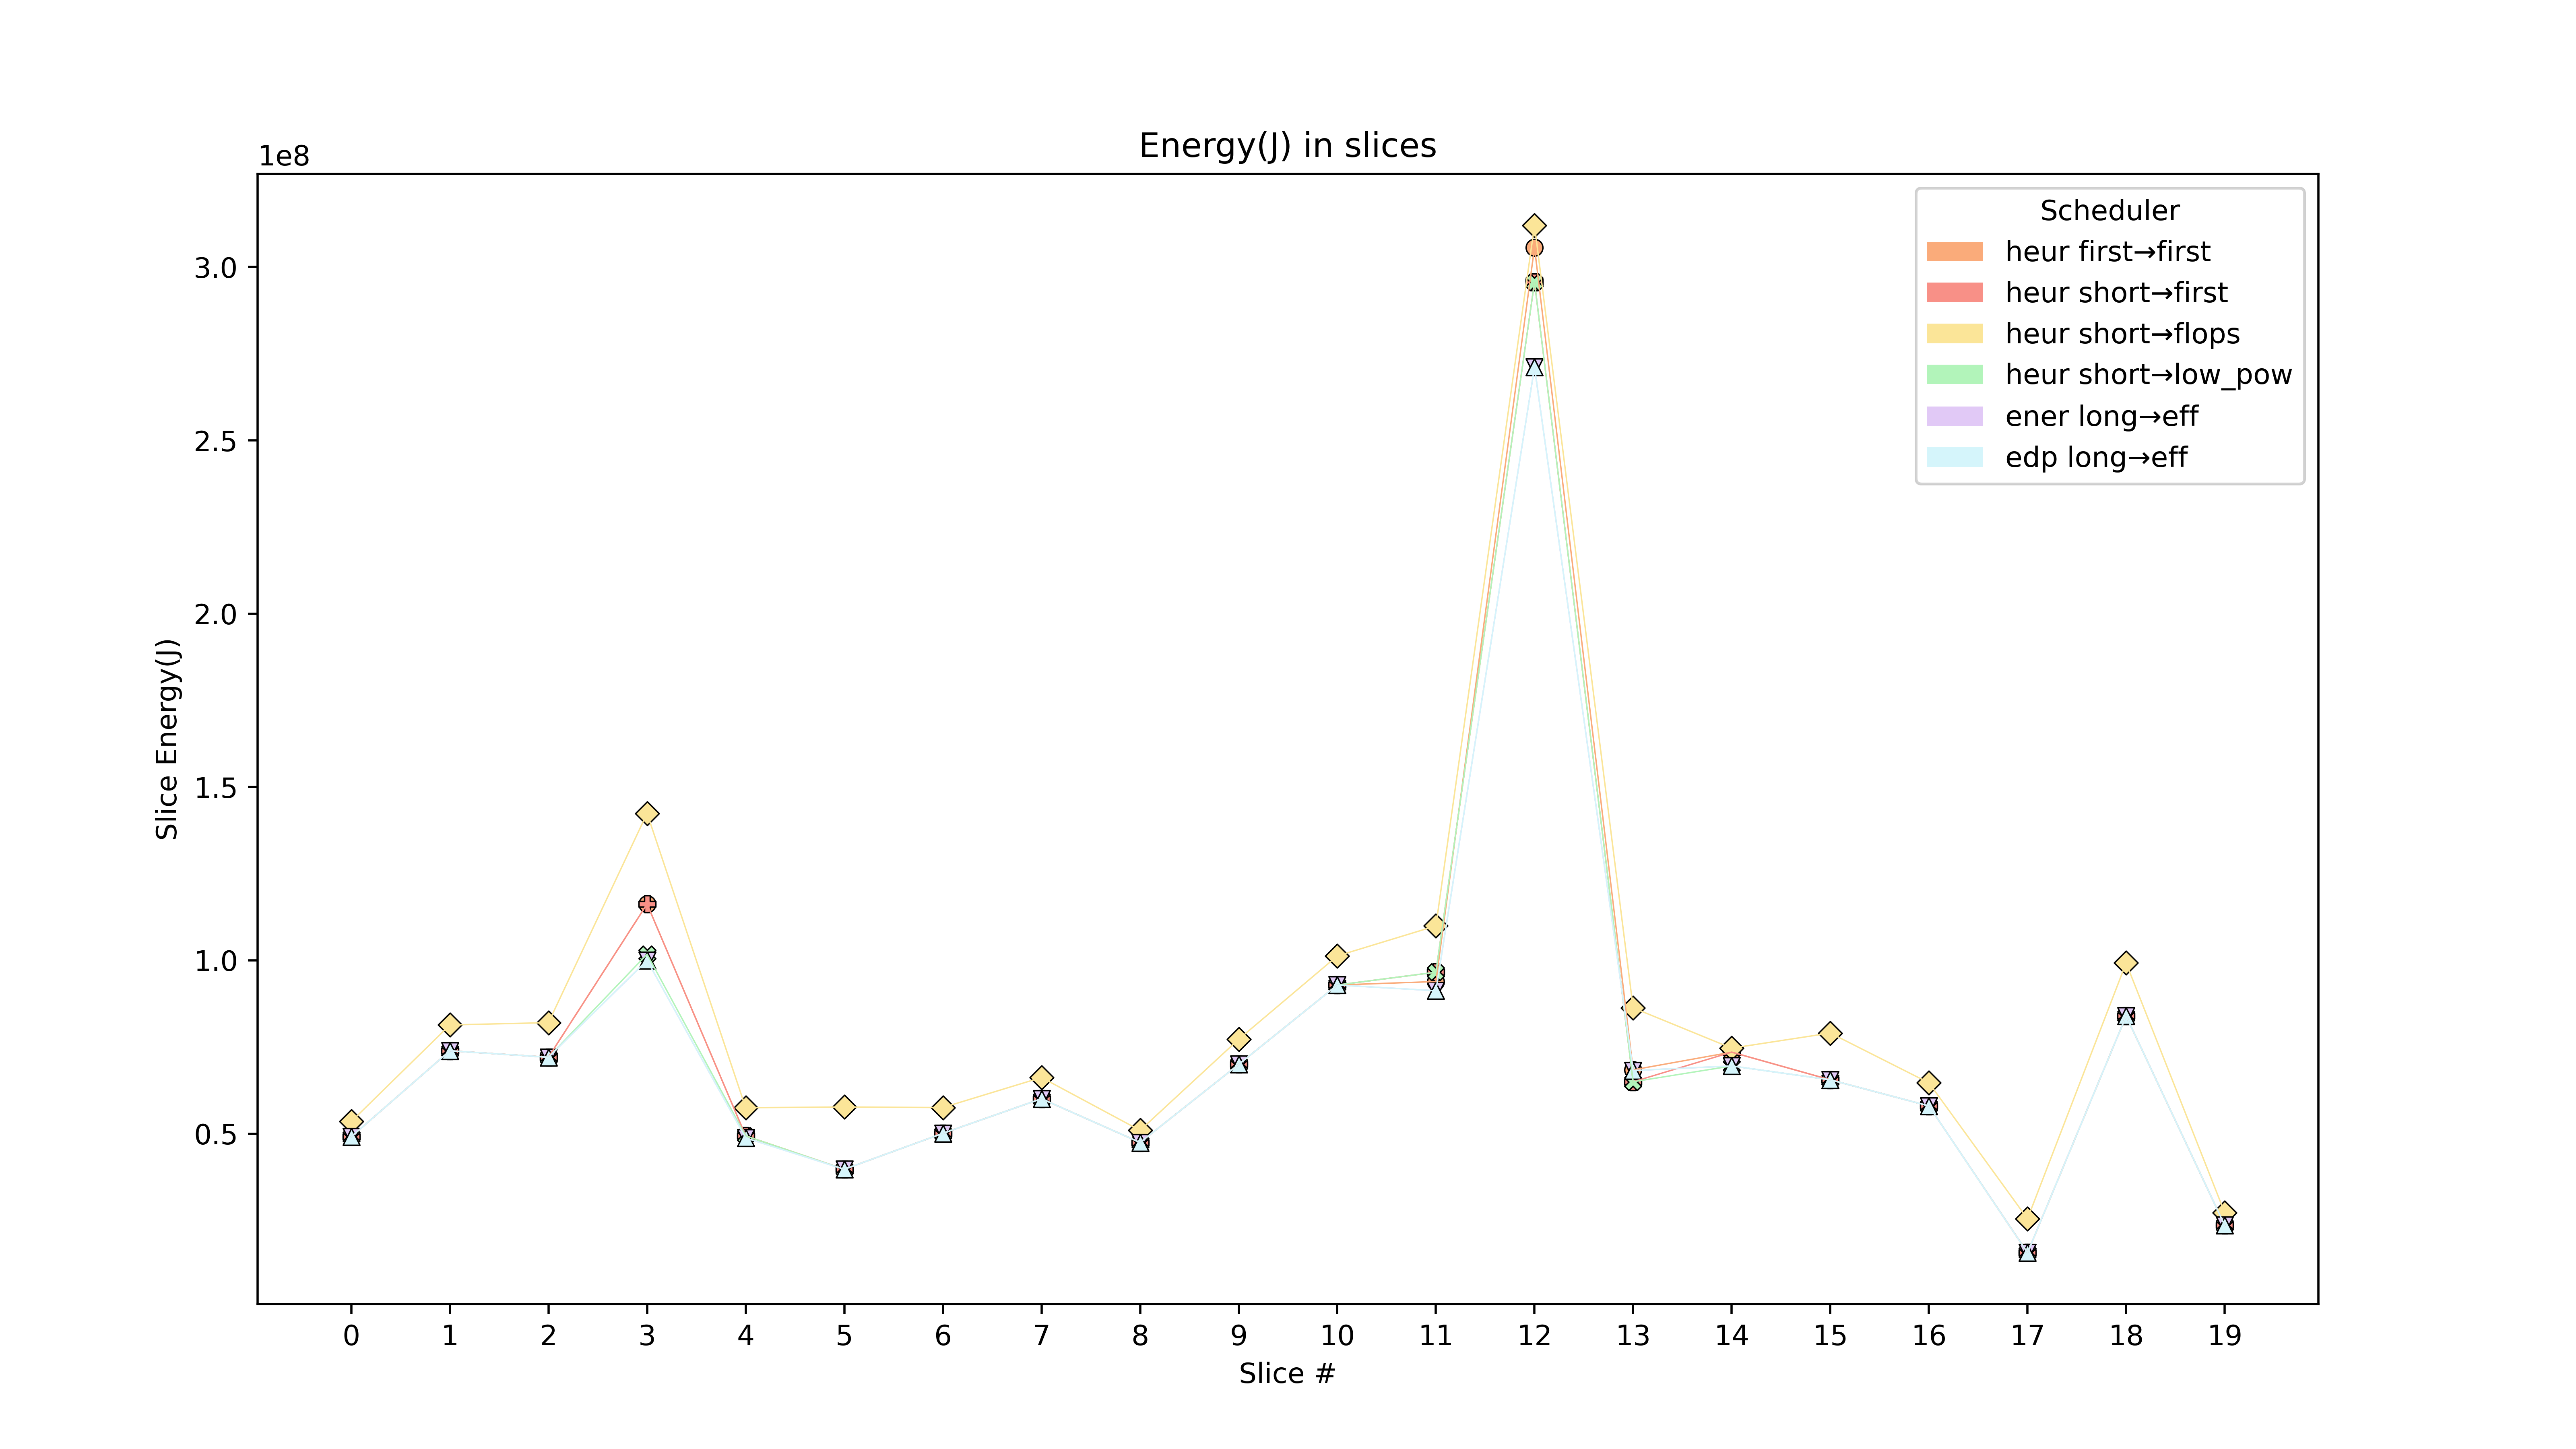 Energy(J) in slices
1e8
Scheduler
heur first→first
heur short→first
heur short→flops
heur short→low_pow
ener long→eff
edp long→eff
3.0
2.5
2.0
1.5
1.0
0.5
Slice Energy(J)
0 1 2 3 4 5 6 7 8 9 10 11 12 13 14 15 16 17 18 19
Slice #